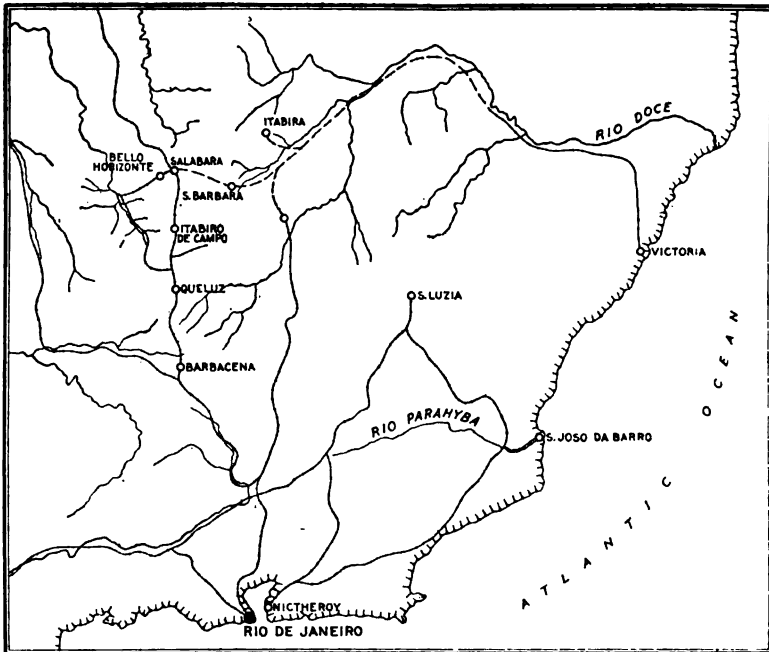 ITABIRA
RIO DOCE
BELLO
HORIZONTE
SALABARA
S. BARBARA
ITABIRO
DE CAMPO
VICTORIA
QUELUZ
S. LUZIA
BARBACENA
RIO PARAHYBA
S. JOSO DA BARRO
ATLANTIC OCEAN
NICTHEROY
RIO DE JANEIRO